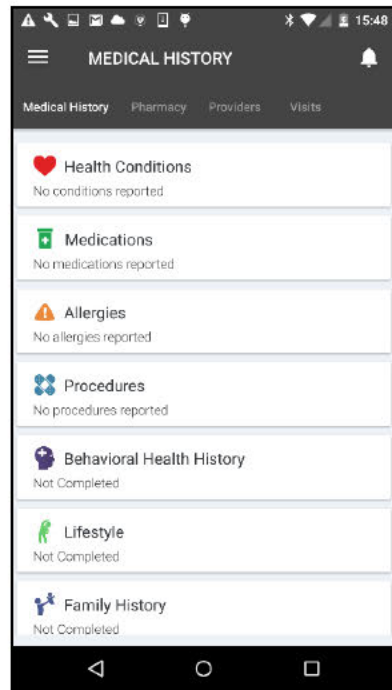 15:48
MEDICAL HISTORY
Medical History Pharmacy Providers Visits
Health Conditions
No conditions reported
Medications
No medications reported
Allergies
No allergies reported
Procedures
No procedures reported
Behavioral Health History
Not Completed
Lifestyle
Not Completed
Family History
Not Completed